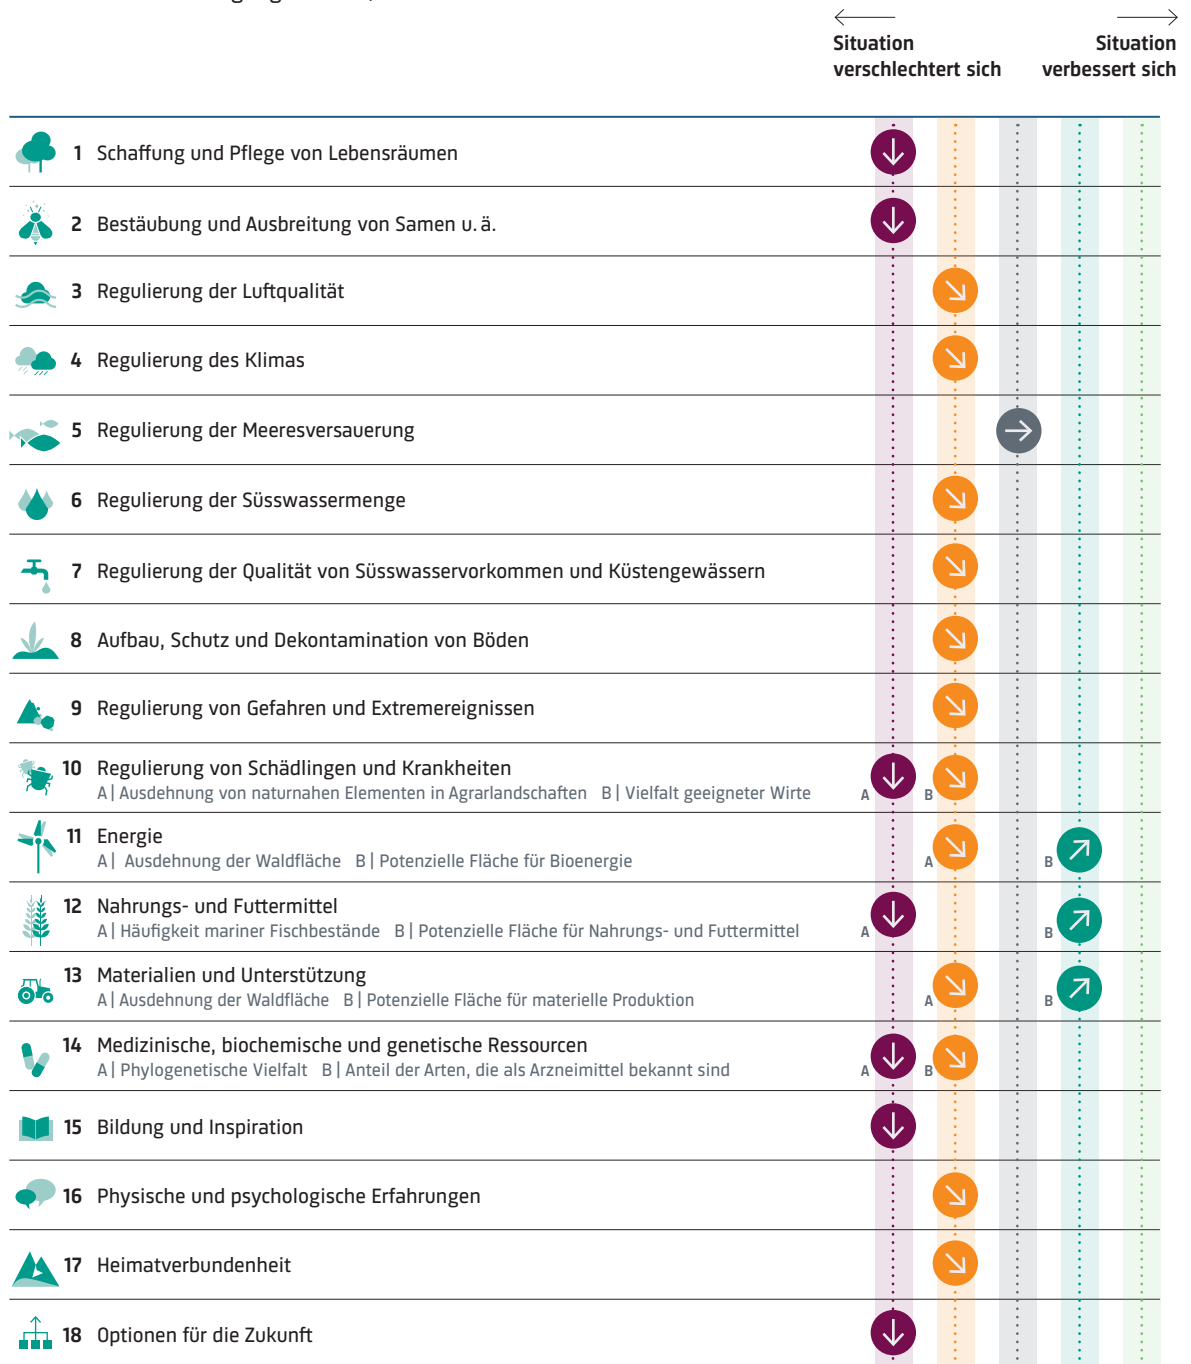 Situation
verschlechtert sich
Situation
verbessert sich
1 Schaffung und Pflege von Lebensräumen
2 Bestäubung und Ausbreitung von Samen u. ä.
3 Regulierung der Luftqualität
4 Regulierung des Klimas
5 Regulierung der Meeresversauerung
6 Regulierung der Süsswassermenge
7 Regulierung der Qualität von Süsswasservorkommen und Küstengewässern
8 Aufbau, Schutz und Dekontamination von Böden
9 Regulierung von Gefahren und Extremereignissen
10 Regulierung von Schädlingen und Krankheiten
A | Ausdehnung von naturnahen Elementen in Agrarlandschaften B | Vielfalt geeigneter Wirte
A B
11 Energie
A | Ausdehnung der Waldfläche B | Potenzielle Fläche für Bioenergie
A B
12 Nahrungs- und Futtermittel
A | Häufigkeit mariner Fischbestände B | Potenzielle Fläche für Nahrungs- und Futtermittel
A B
13 Materialien und Unterstützung
A | Ausdehnung der Waldfläche B | Potenzielle Fläche für materielle Produktion
A B
14 Medizinische, biochemische und genetische Ressourcen
A | Phylogenetische Vielfalt B | Anteil der Arten, die als Arzneimittel bekannt sind
A B
15 Bildung und Inspiration
16 Physische und psychologische Erfahrungen
17 Heimatverbundenheit
18 Optionen für die Zukunft